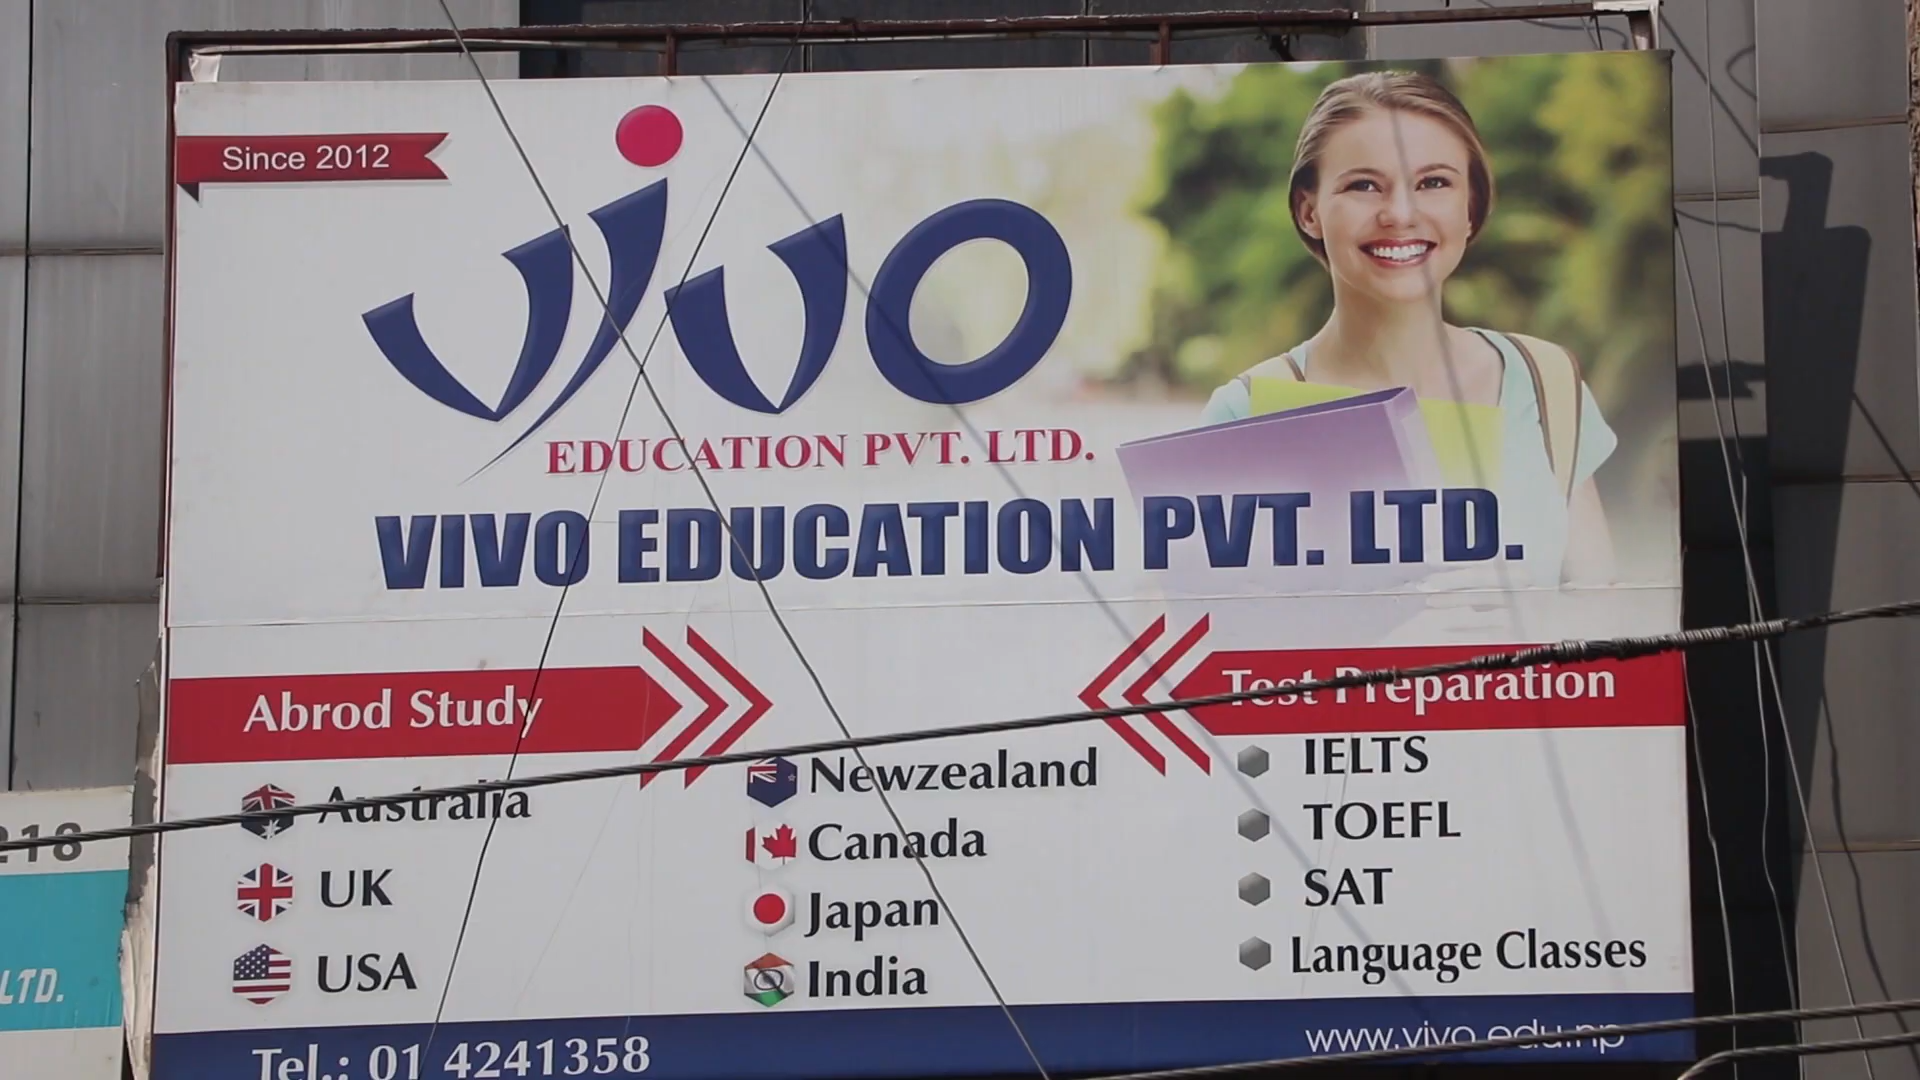 Since 2012
vivo
EDUCATION PVT. LTD.
VIVO EDUCATION PVT. LTD.
Abrod Study
Australia
UK
USA
Newzealand
Canada
Japan
India
Test Preparation
IELTS
TOEFL
SAT
Language Classes
Tel.: 01 4241358
www.vivo.edu.np
218
LTD.